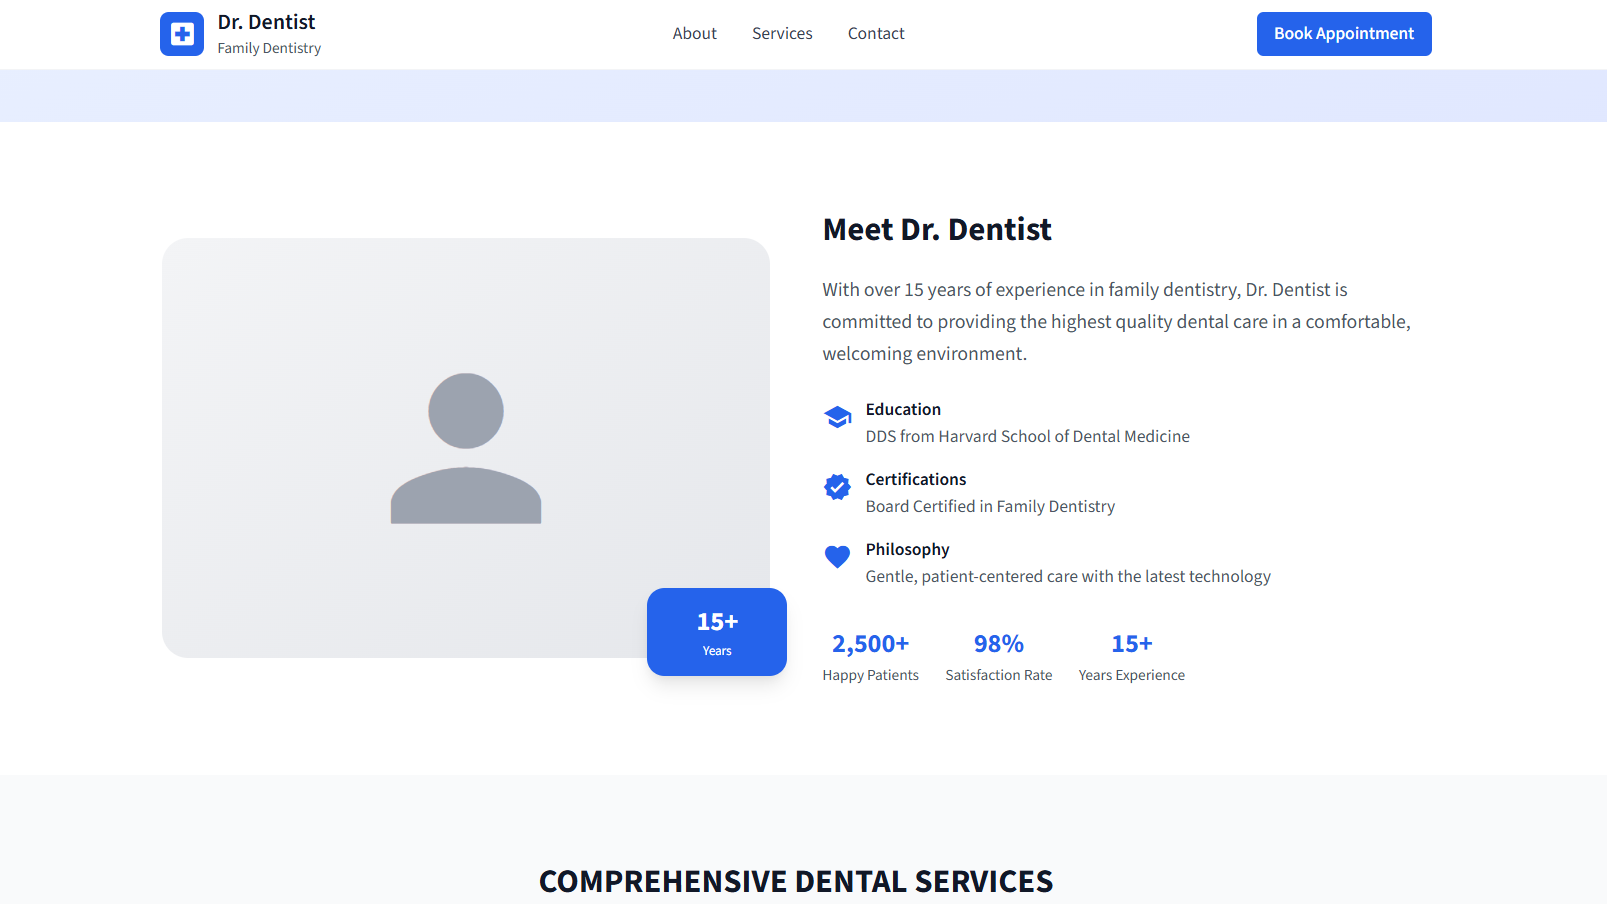 Dr. Dentist
Family Dentistry
About
Services
Contact
Book Appointment
15+
Years
Meet Dr. Dentist
With over 15 years of experience in family dentistry, Dr. Dentist is
committed to providing the highest quality dental care in a comfortable,
welcoming environment.
Education
DDS from Harvard School of Dental Medicine
Certifications
Board Certified in Family Dentistry
Philosophy
Gentle, patient-centered care with the latest technology
2,500+
Happy Patients
98%
Satisfaction Rate
15+
Years Experience
COMPREHENSIVE DENTAL SERVICES